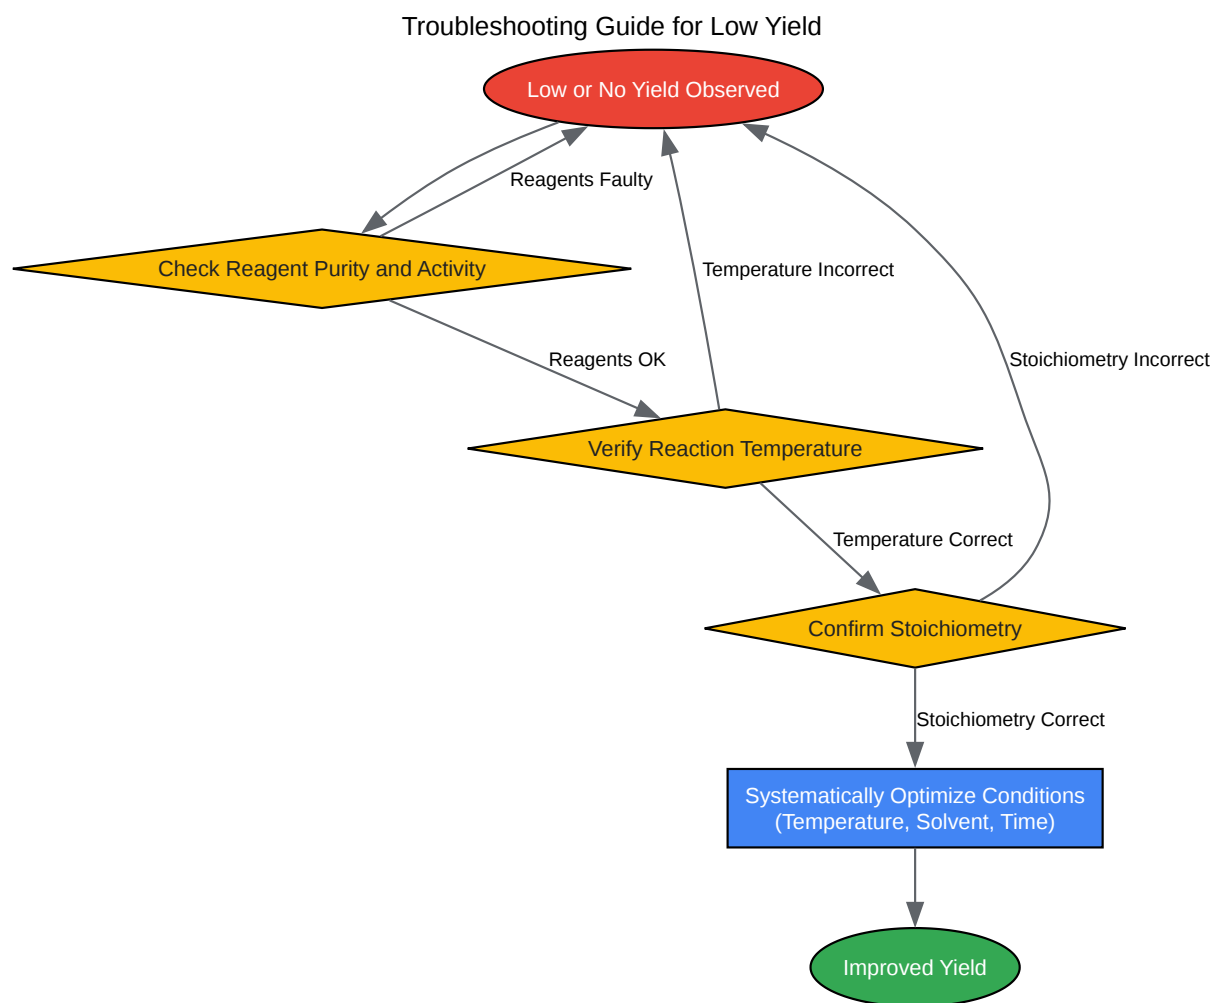 Troubleshooting Guide for Low Yield
Low or No Yield Observed
Reagents Faulty
Check Reagent Purity and Activity
Temperature Incorrect
Reagents OK
Stoichiometry Incorrect
Verify Reaction Temperature
Temperature Correct
Confirm Stoichiometry
Stoichiometry Correct
Systematically Optimize Conditions
(Temperature, Solvent, Time)
Improved Yield